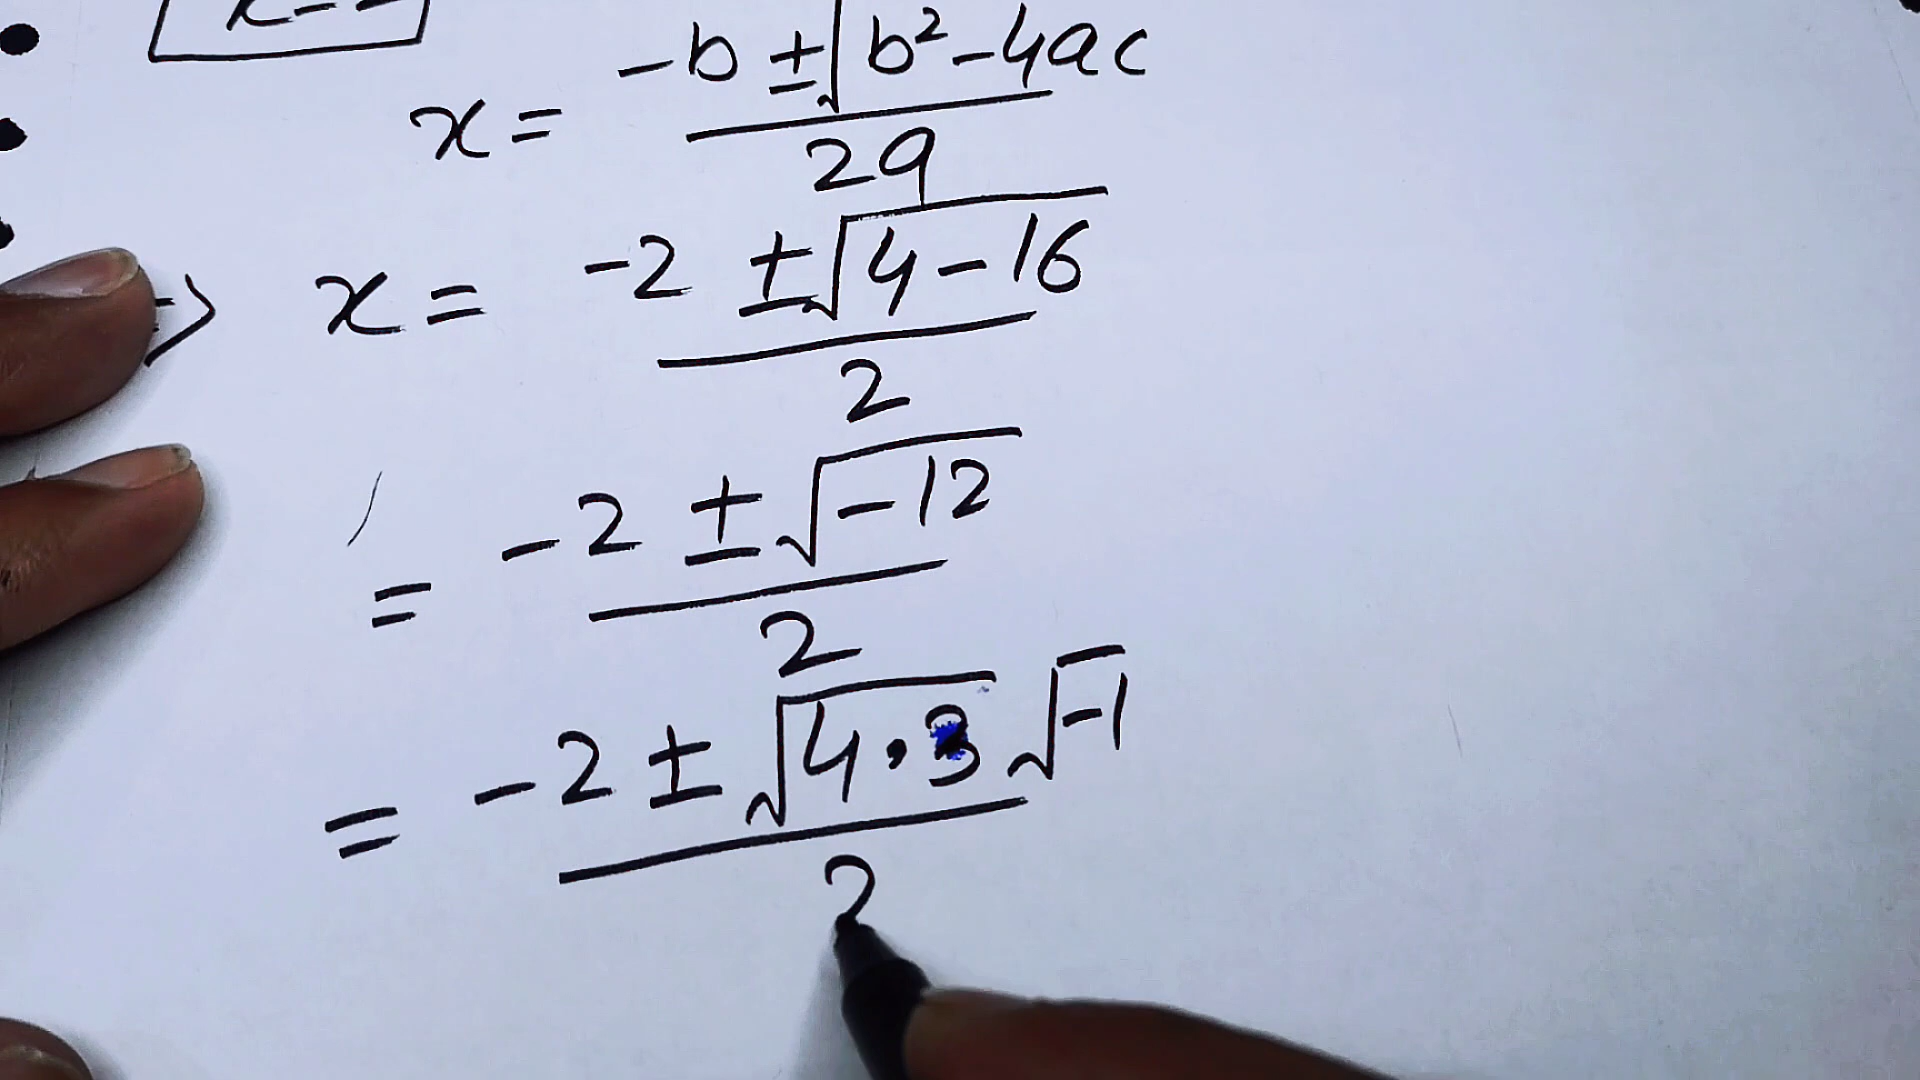 x = (-b ± √b² - 4ac) / 2a
⇒ x = (-2 ± √(4 - 16)) / 2
= (-2 ± √(-12)) / 2
= (-2 ± √(4·3) √-1) / 2